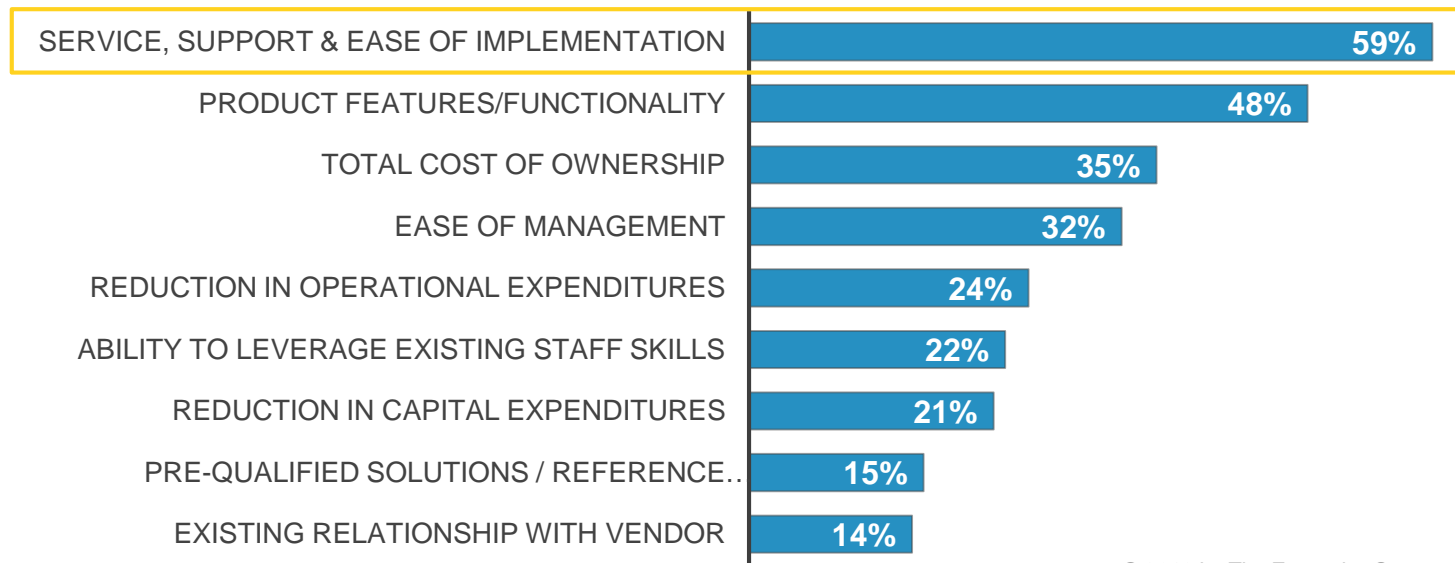 SERVICE, SUPPORT & EASE OF IMPLEMENTATION 59%
PRODUCT FEATURES/FUNCTIONALITY 48%
TOTAL COST OF OWNERSHIP 35%
EASE OF MANAGEMENT 32%
REDUCTION IN OPERATIONAL EXPENDITURES 24%
ABILITY TO LEVERAGE EXISTING STAFF SKILLS 22%
REDUCTION IN CAPITAL EXPENDITURES 21%
PRE-QUALIFIED SOLUTIONS / REFERENCE.. 15%
EXISTING RELATIONSHIP WITH VENDOR 14%